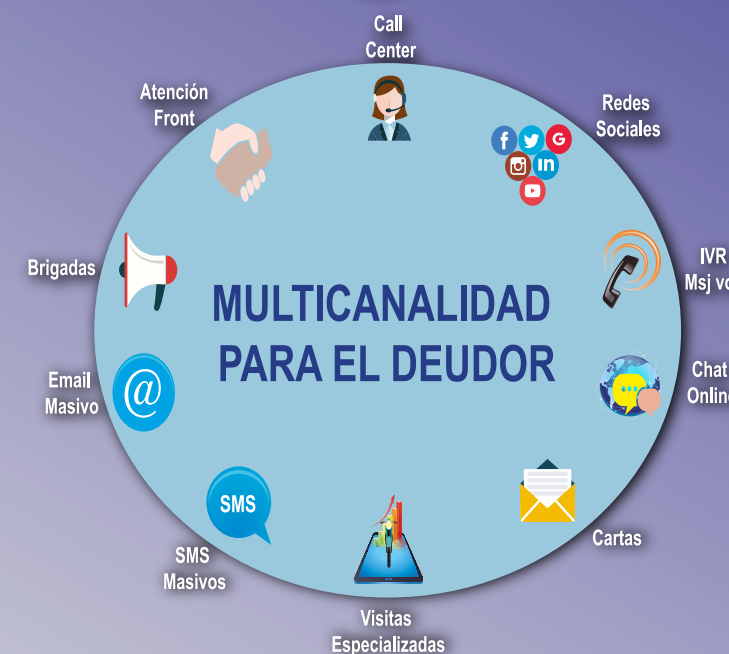 Call
Center
Atención
Front
Redes
Sociales
f
G
in
Brigadas
IVR
Msj
MULTICANALIDAD
PARA EL DEUDOR
Email
Masivo
@
Chat
SMS
Cartas
SMS
Masivos
Visitas
Especializadas